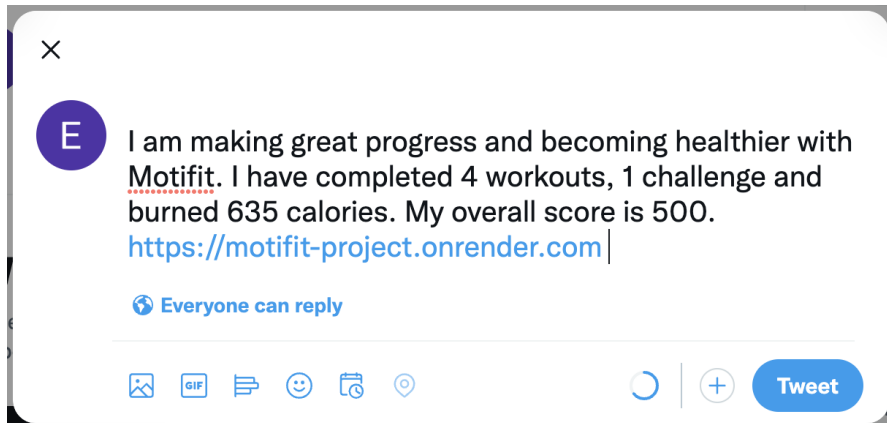 E
I am making great progress and becoming healthier with
Motifit. I have completed 4 workouts, 1 challenge and
burned 635 calories. My overall score is 500.
https://motifit-project.onrender.com
Everyone can reply
GIF
Tweet